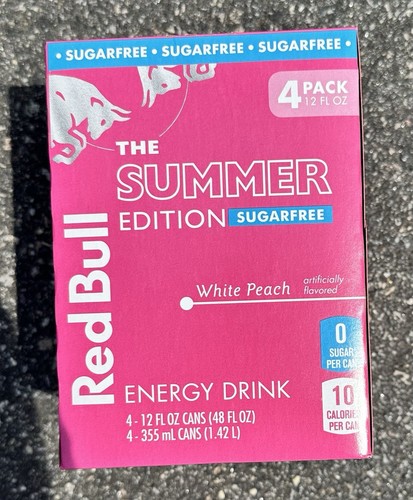 • SUGARFREE • SUGARFREE • SUGARFREE •
4 PACK
12 FL OZ
THE
SUMMER
EDITION SUGARFREE
Red Bull
White Peach artificially
flavored
0
SUGAR
PER CAN
10
CALORIE
PER CAN
ENERGY DRINK
4 - 12 FL OZ CANS (48 FL OZ)
4 - 355 mL CANS (1.42 L)